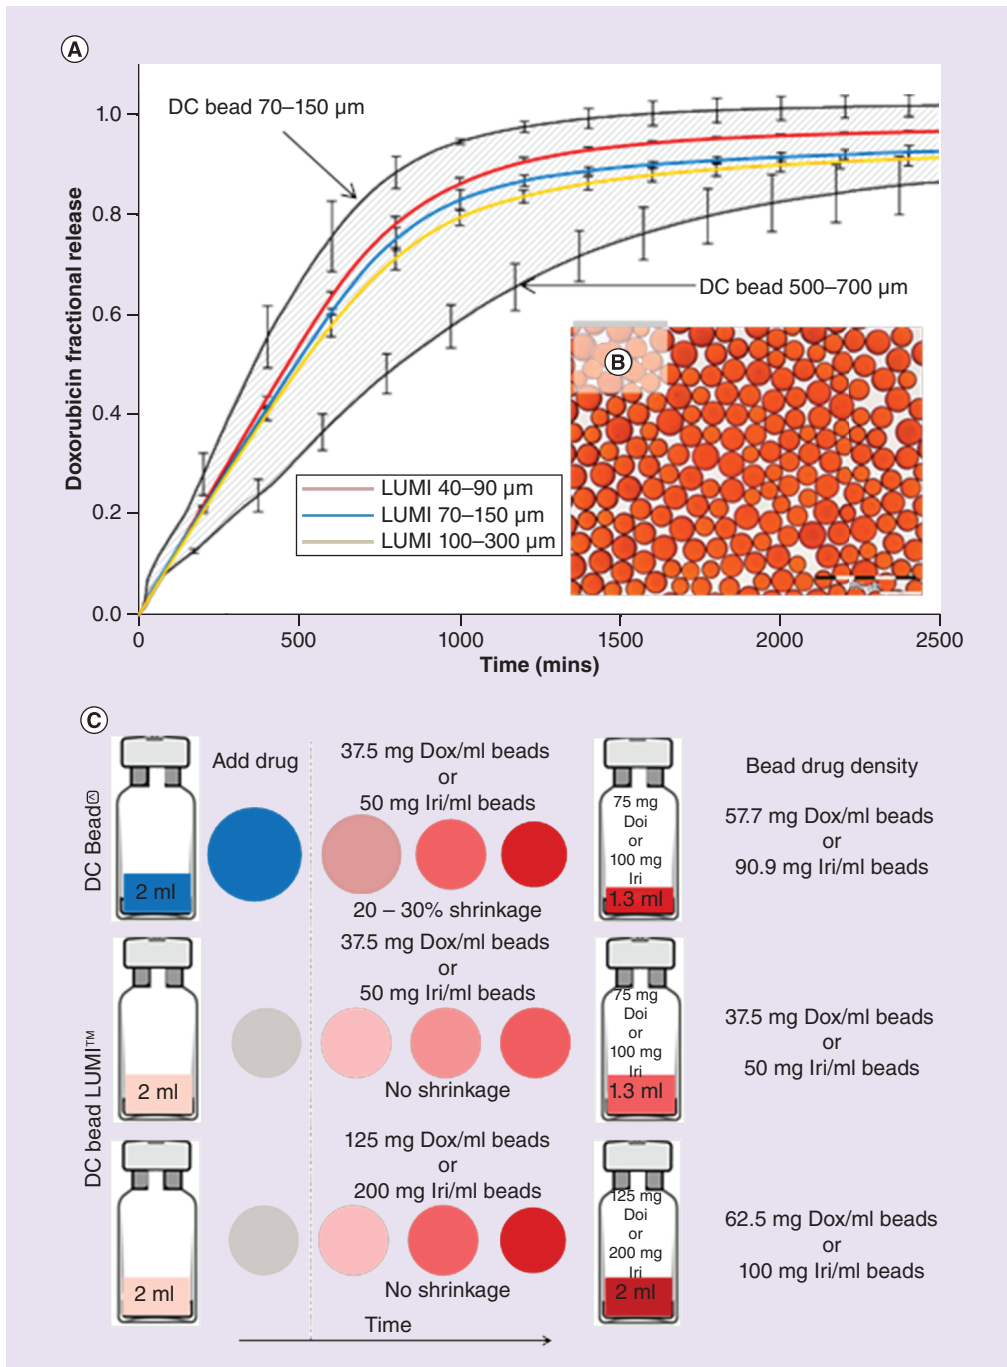 A
Doxorubicin fractional release
1.0
0.8
0.6
0.4
0.2
0.0
DC bead 70–150 µm
DC bead 500–700 µm
B
LUMI 40–90 µm
LUMI 70–150 µm
LUMI 100–300 µm
0
500
1000
1500
2000
2500
Time (mins)
C
DC Bead
2 ml
Add drug
37.5 mg Dox/ml beads
or
50 mg Iri/ml beads
20 – 30% shrinkage
75 mg
Doi
or
100 mg
Iri
1.3 ml
Bead drug density
57.7 mg Dox/ml beads
or
90.9 mg Iri/ml beads
DC bead LUMI™
2 ml
37.5 mg Dox/ml beads
or
50 mg Iri/ml beads
No shrinkage
75 mg
Doi
or
100 mg
Iri
1.3 ml
37.5 mg Dox/ml beads
or
50 mg Iri/ml beads
2 ml
125 mg Dox/ml beads
or
200 mg Iri/ml beads
No shrinkage
125 mg
Doi
or
200 mg
Iri
2 ml
62.5 mg Dox/ml beads
or
100 mg Iri/ml beads
Time